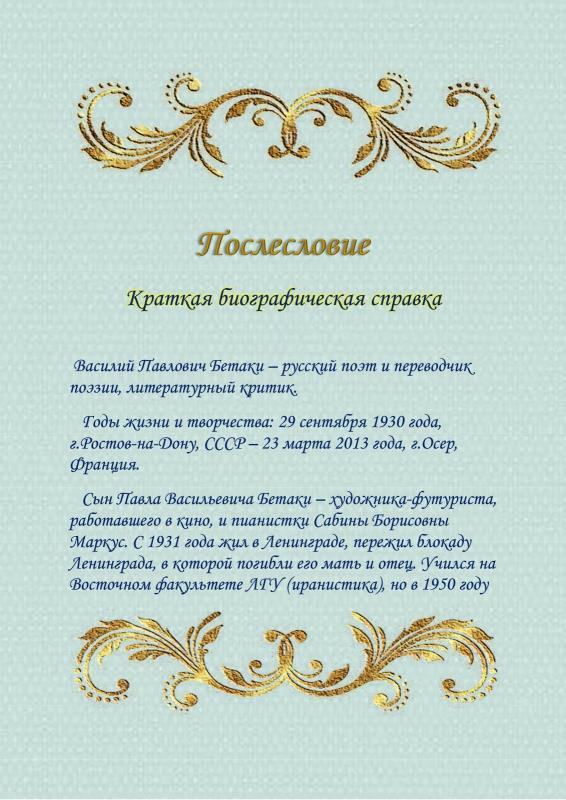 Послесловие
Краткая биографическая справка
Василий Павлович Бетаки – русский поэт и переводчик
поэзии, литературный критик.
Годы жизни и творчества: 29 сентября 1930 года,
г.Ростов-на-Дону, СССР – 23 марта 2013 года, г.Осер,
Франция.
Сын Павла Васильевича Бетаки – художника-футуриста,
работавшего в кино, и пианистки Сабины Борисовны
Маркус. С 1931 года жил в Ленинграде, пережил блокаду
Ленинграда, в которой погибли его мать и отец. Учился на
Восточном факультете ЛГУ (иранистика), но в 1950 году